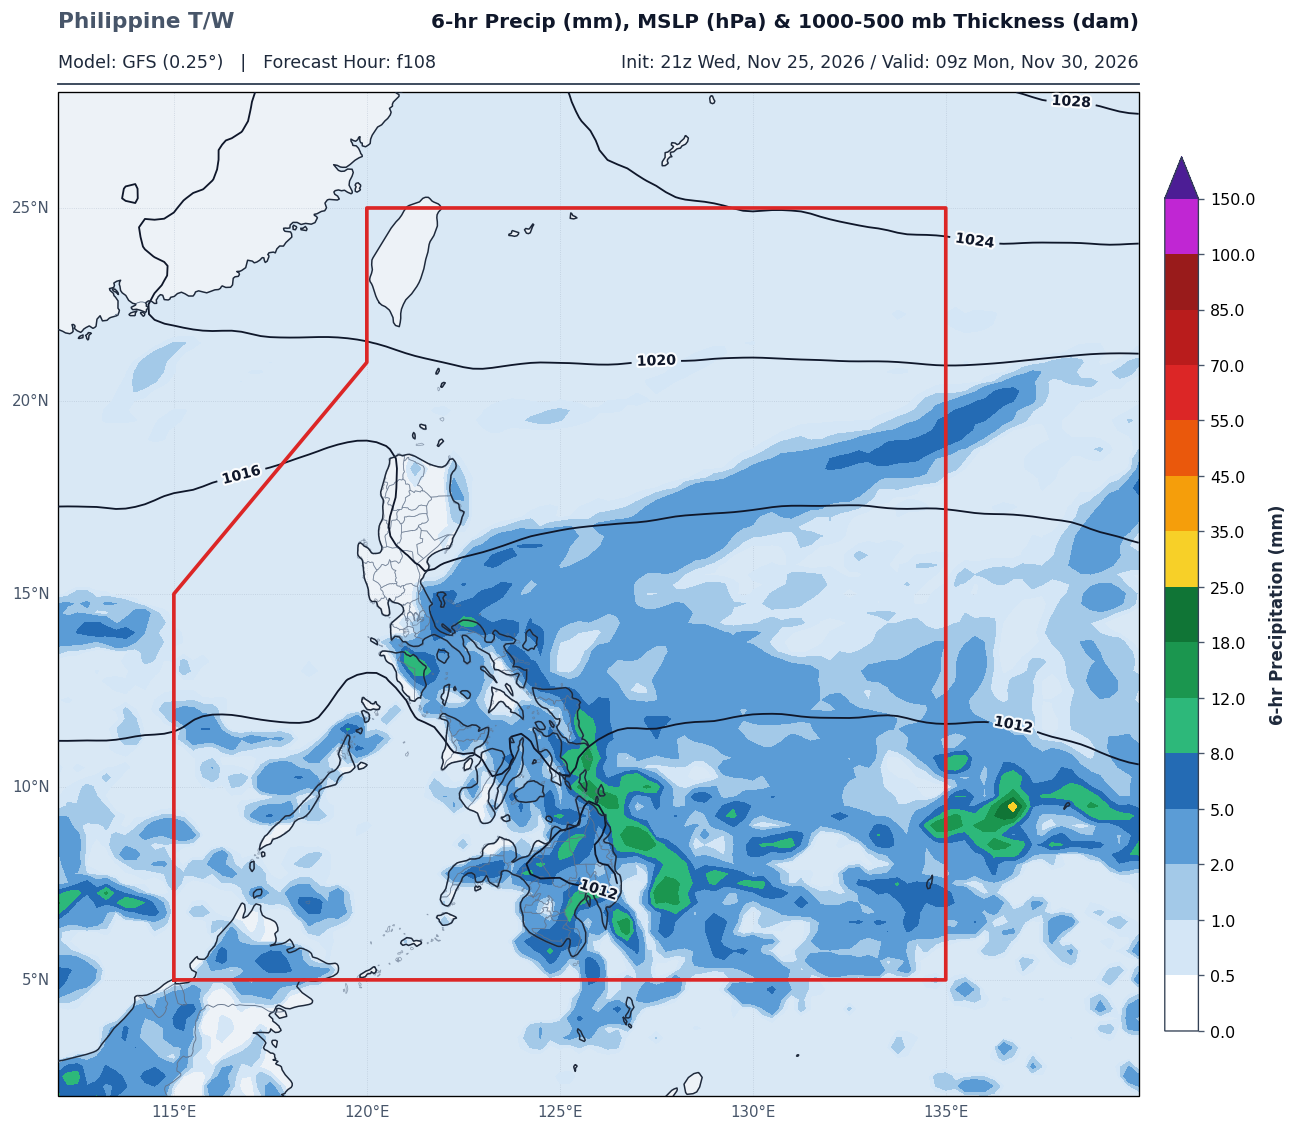 Philippine T/W
6-hr Precip (mm), MSLP (hPa) & 1000-500 mb Thickness (dam)
Model: GFS (0.25°) | Forecast Hour: f108
Init: 21z Wed, Nov 25, 2026 / Valid: 09z Mon, Nov 30, 2026
1028
1024
1020
1016
1012
1012
25°N
20°N
15°N
10°N
5°N
115°E
120°E
125°E
130°E
135°E
150.0
100.0
85.0
70.0
55.0
45.0
35.0
25.0
18.0
12.0
8.0
5.0
2.0
1.0
0.5
0.0
6-hr Precipitation (mm)